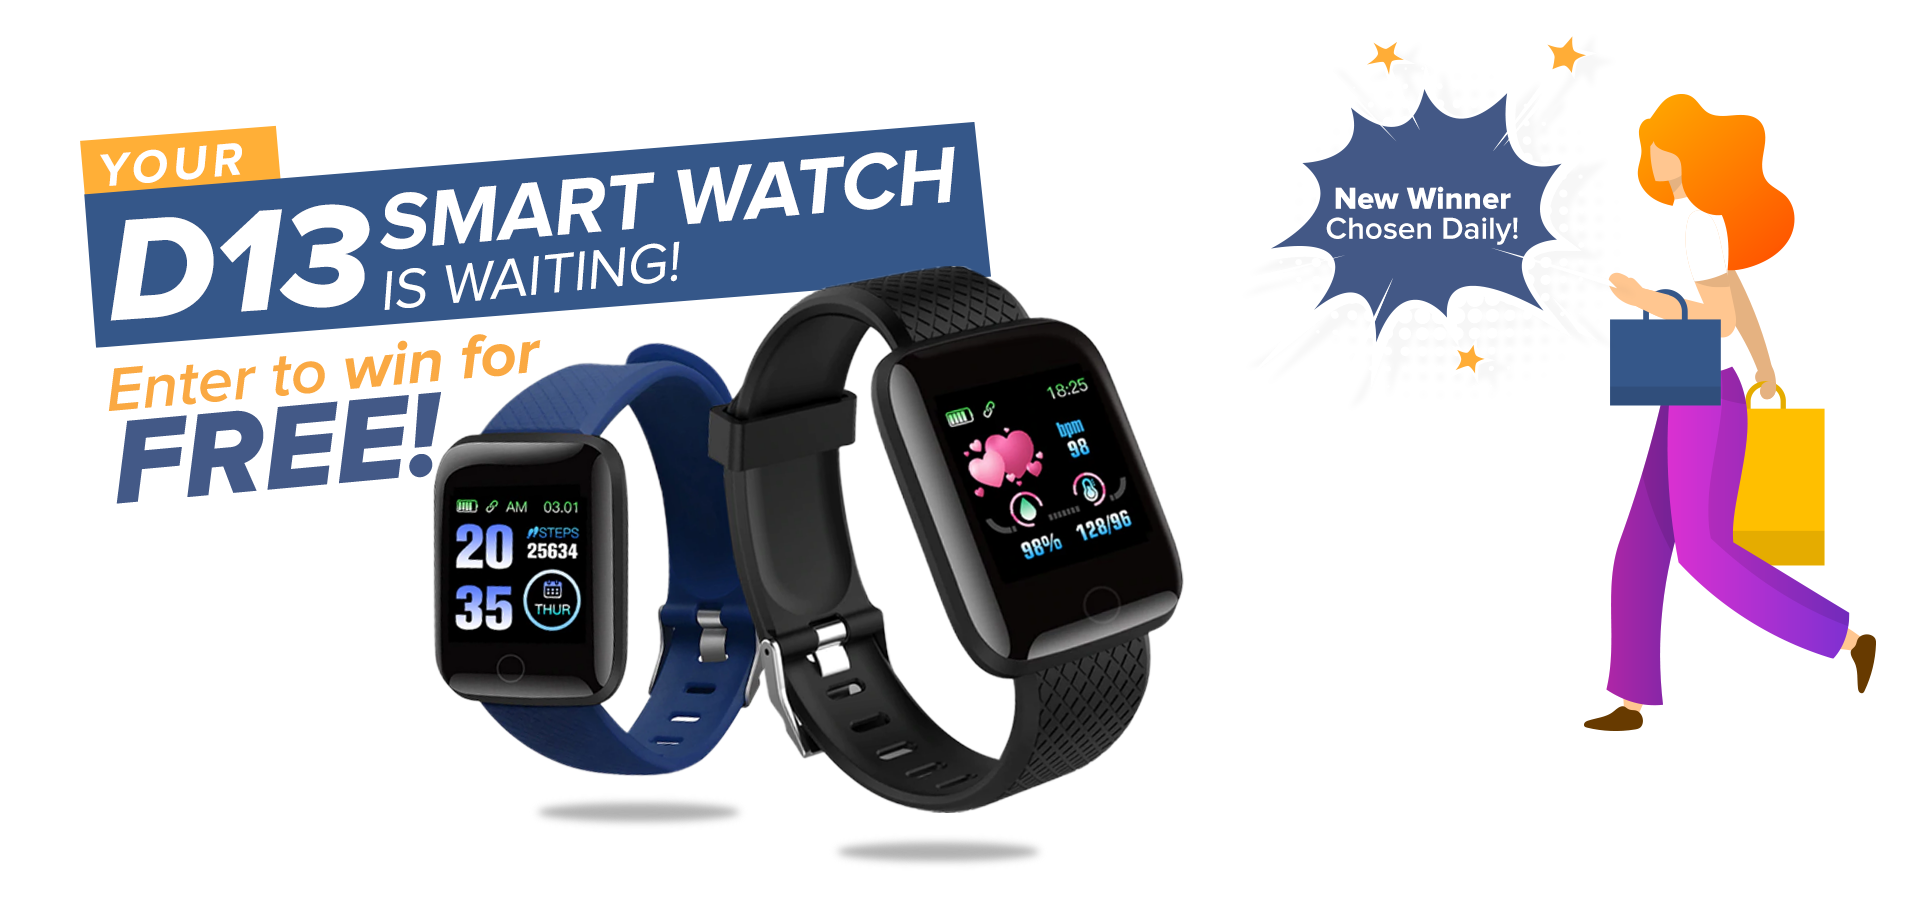 YOUR
D13 SMART WATCH
IS WAITING!
Enter to win for
FREE!
New Winner
Chosen Daily!
AM 03.01
20
STEPS
25634
35
THUR
18:25
bpm
98
98% 128/96